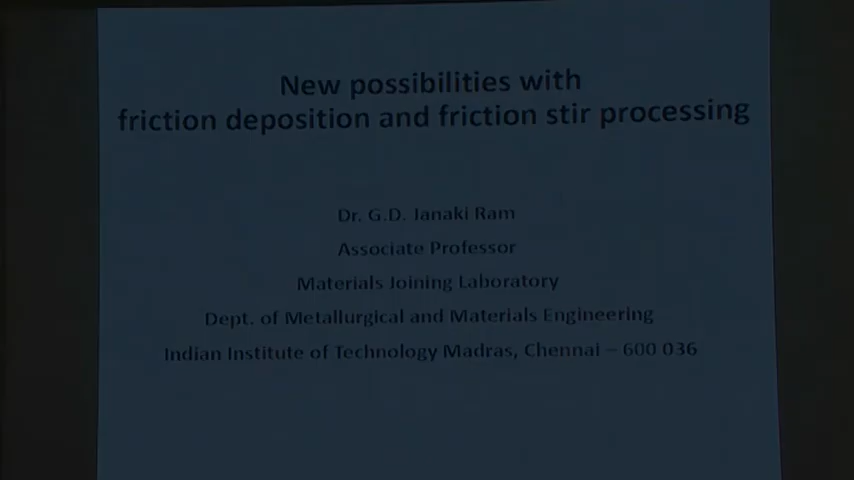 New possibilities with
friction deposition and friction stir processing
Dr. G.D. Janaki Ram
Associate Professor
Materials Joining Laboratory
Dept. of Metallurgical and Materials Engineering
Indian Institute of Technology Madras, Chennai – 600 036